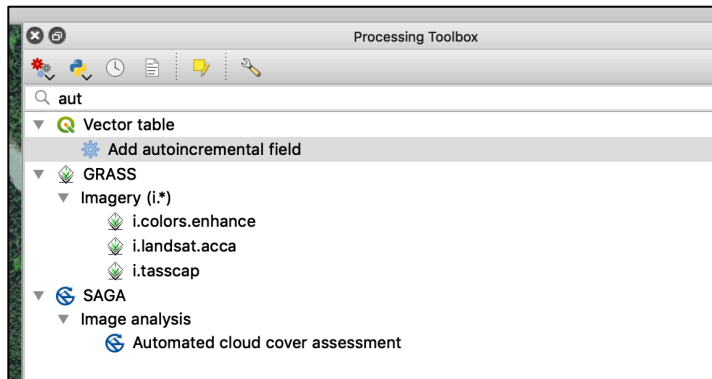 Processing Toolbox
aut
Vector table
Add autoincremental field
GRASS
Imagery (i.*)
i.colors.enhance
i.landsat.acca
i.tasscap
SAGA
Image analysis
Automated cloud cover assessment